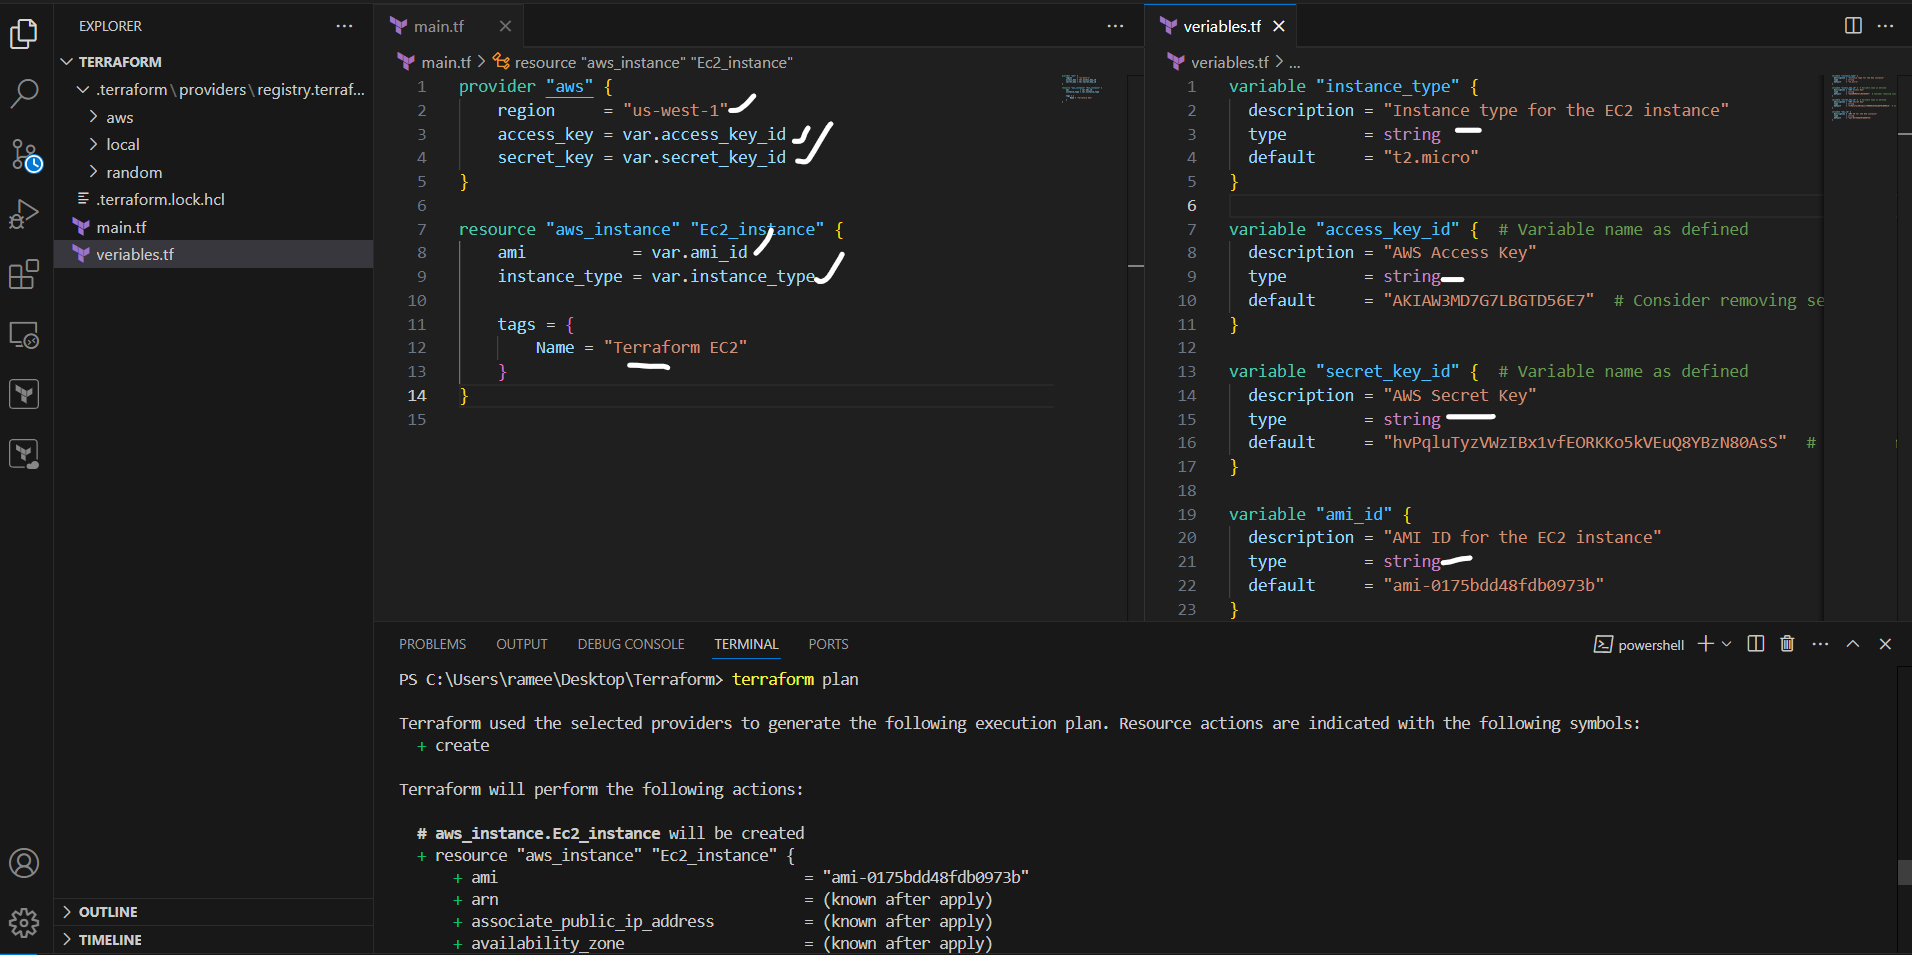 EXPLORER
TERRAFORM
.terraform\providers\registry.terraf...
aws
local
random
.terraform.lock.hcl
main.tf
veriables.tf
OUTLINE
TIMELINE
main.tf
main.tf > resource "aws_instance" "Ec2_instance"
1 provider "aws" {
2 region = "us-west-1"
3 access_key = var.access_key_id
4 secret_key = var.secret_key_id
5 }
6
7 resource "aws_instance" "Ec2_instance" {
8 ami = var.ami_id
9 instance_type = var.instance_type
10
11 tags = {
12 Name = "Terraform EC2"
13 }
14 }
15
veriables.tf
veriables.tf > ...
1 variable "instance_type" {
2 description = "Instance type for the EC2 instance"
3 type = string
4 default = "t2.micro"
5 }
6
7 variable "access_key_id" { # Variable name as defined
8 description = "AWS Access Key"
9 type = string
10 default = "AKIAW3MD7G7LBGTD56E7" # Consider removing se
11 }
12
13 variable "secret_key_id" { # Variable name as defined
14 description = "AWS Secret Key"
15 type = string
16 default = "hvPqluTyzVWzIBx1vfEORKKo5kVEuQ8YBzN80AsS" #
17 }
18
19 variable "ami_id" {
20 description = "AMI ID for the EC2 instance"
21 type = string
22 default = "ami-0175bdd48fdb0973b"
23 }
PROBLEMS OUTPUT DEBUG CONSOLE TERMINAL PORTS
powershell
PS C:\Users\ramee\Desktop\Terraform> terraform plan
Terraform used the selected providers to generate the following execution plan. Resource actions are indicated with the following symbols:
+ create
Terraform will perform the following actions:
# aws_instance.Ec2_instance will be created
+ resource "aws_instance" "Ec2_instance" {
+ ami = "ami-0175bdd48fdb0973b"
+ arn = (known after apply)
+ associate_public_ip_address = (known after apply)
+ availability_zone = (known after apply)